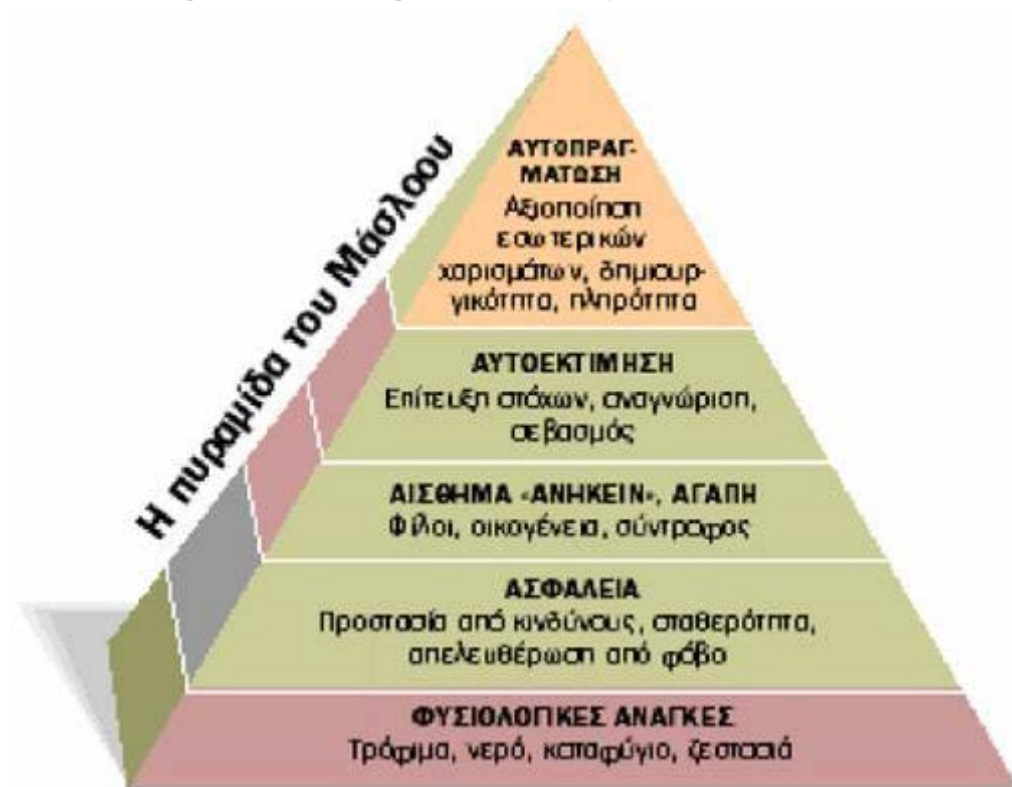 Η πυραμίδα του Μάσλοου
ΑΥΤΟΠΡΑΓ-
ΜΑΤΩΣΗ
Αξιοποίηση
εσωτερικών
χαρισμάτων, δημιουρ-
γικότητα, πληρότητα
ΑΥΤΟΕΚΤΙΜΗΣΗ
Επίτευξη στόχων, αναγνώριση,
σεβασμός
ΑΙΣΘΗΜΑ «ΑΝΗΚΕΙΝ», ΑΓΑΠΗ
Φίλοι, οικογένεια, σύντροφος
ΑΣΦΑΛΕΙΑ
Προστασία από κινδύνους, σταθερότητα,
απελευθέρωση από φόβο
ΦΥΣΙΟΛΟΓΙΚΕΣ ΑΝΑΓΚΕΣ
Τρόφιμα, νερό, καταφύγιο, ζεστασιά